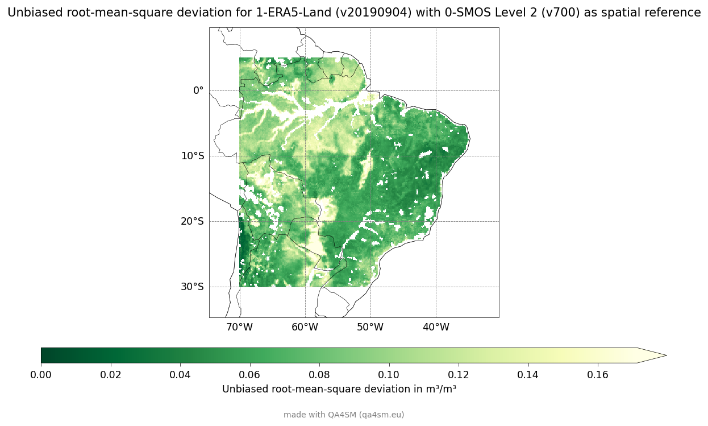 Unbiased root-mean-square deviation for 1-ERA5-Land (v20190904) with 0-SMOS Level 2 (v700) as spatial reference
0°
10°S
20°S
30°S
70°W 60°W 50°W 40°W
0.00 0.02 0.04 0.06 0.08 0.10 0.12 0.14 0.16
Unbiased root-mean-square deviation in m³/m³
made with QA4SM (qa4sm.eu)